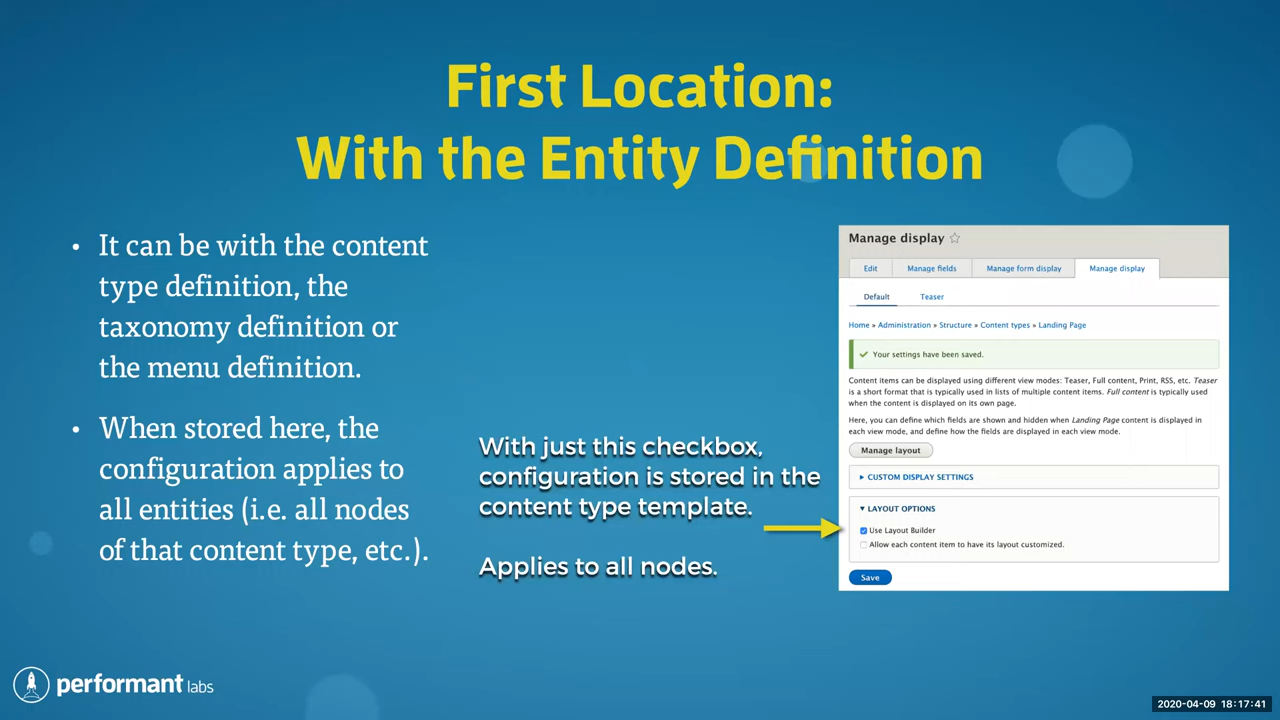 First Location:
With the Entity Definition
• It can be with the content
type definition, the
taxonomy definition or
the menu definition.
• When stored here, the
configuration applies to
all entities (i.e. all nodes
of that content type, etc.).
With just this checkbox,
configuration is stored in the
content type template.
Applies to all nodes.
Manage display
Edit Manage fields Manage form display Manage display
Default Teaser
Home » Administration » Structure » Content types » Landing Page
Your settings have been saved.
Content items can be displayed using different view modes: Teaser, Full content, Print, RSS, etc. Teaser
is a short format that is typically used in lists of multiple content items. Full content is typically used
when the content is displayed on its own page.
Here, you can define which fields are shown and hidden when Landing Page content is displayed in
each view mode, and define how the fields are displayed in each view mode.
Manage layout
CUSTOM DISPLAY SETTINGS
LAYOUT OPTIONS
Use Layout Builder
Allow each content item to have its layout customized.
Save
performant labs
2020-04-09 18:17:41